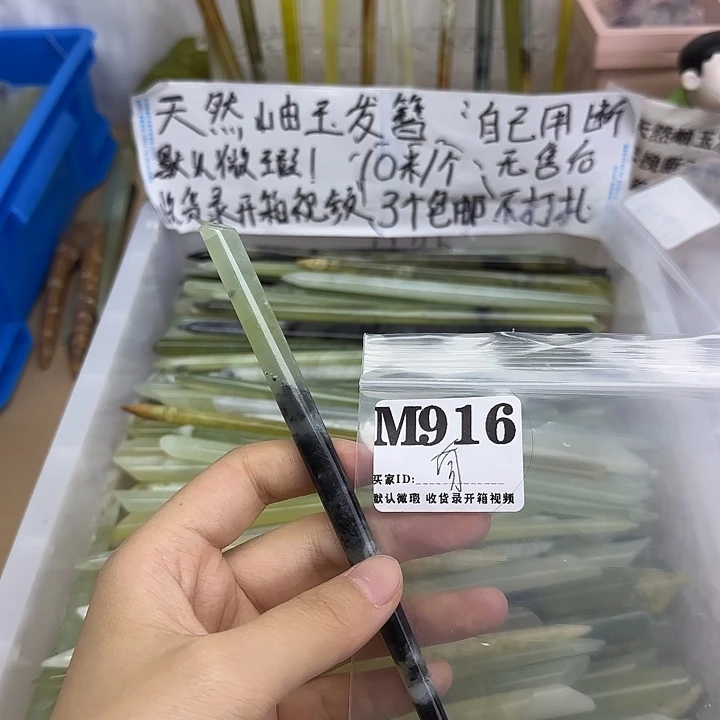 天然岫玉发簪 自己用断
默认微瑕! 10米/个、无售后
收货录开箱视频 3个包邮 不打扎
M916
买家ID:
默认微瑕 收货录开箱视频